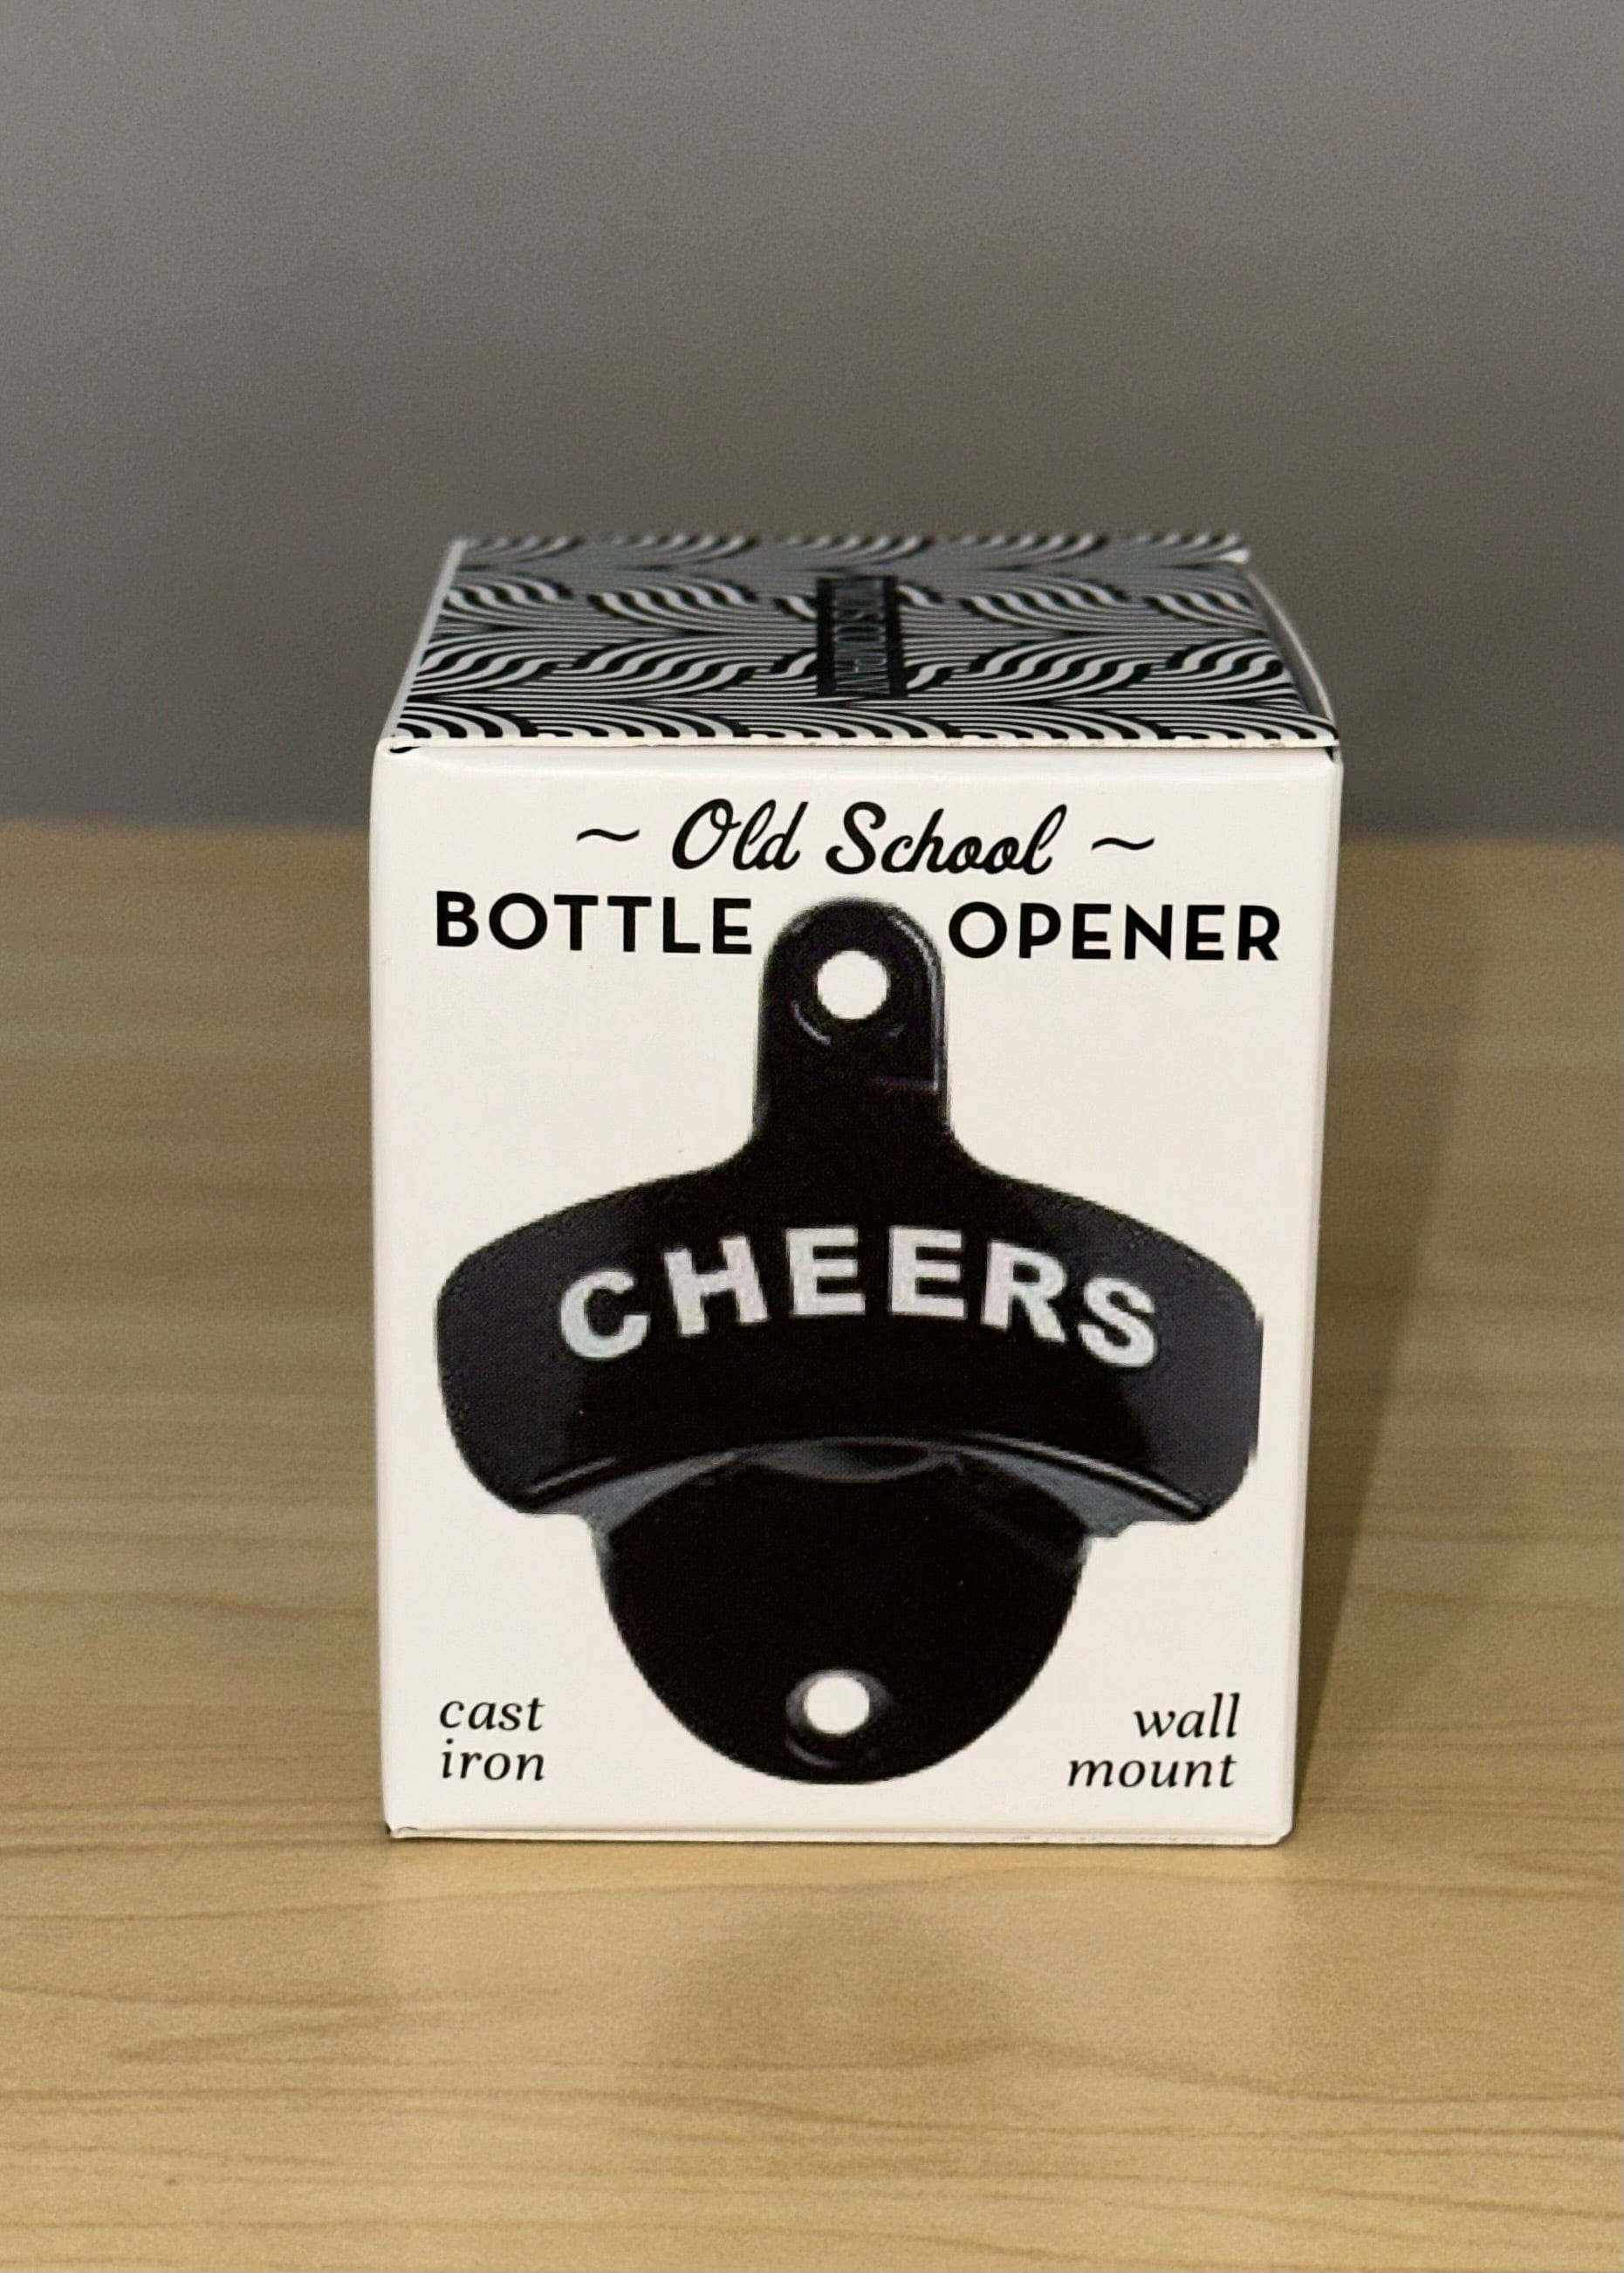 ~ Old School ~
BOTTLE OPENER
CHEERS
cast
iron
wall
mount